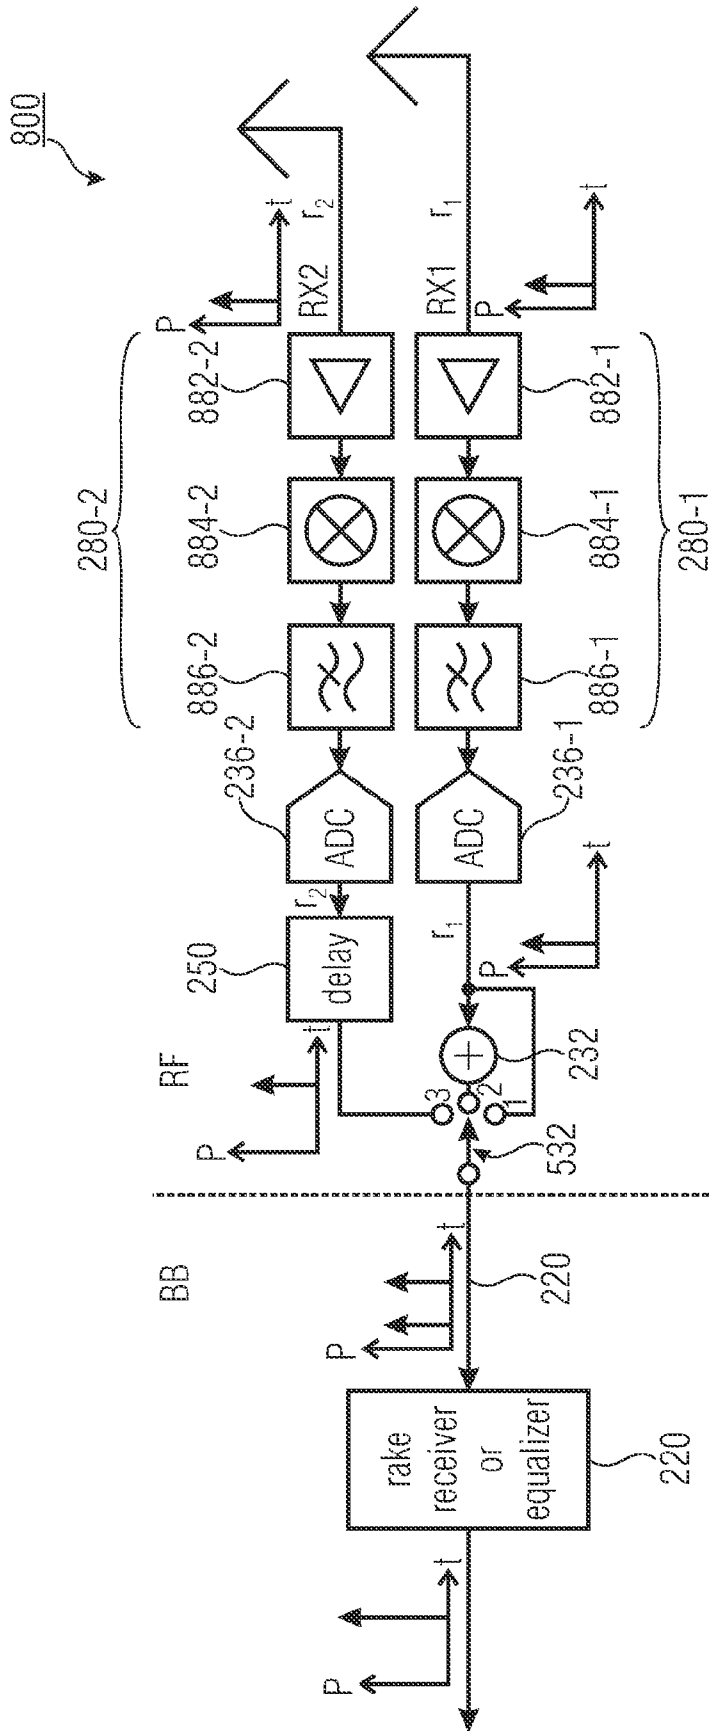 800
280-2
882-2
884-2
886-2
236-2
250
RF
BB
P
t
RX2
r₂
ADC
r₂
delay
P
t
RX1
r₁
P
t
ADC
r₁
P
t
882-1
884-1
886-1
236-1
280-1
3
2
1
232
532
P
t
220
rake
receiver
or
equalizer
220
P
t